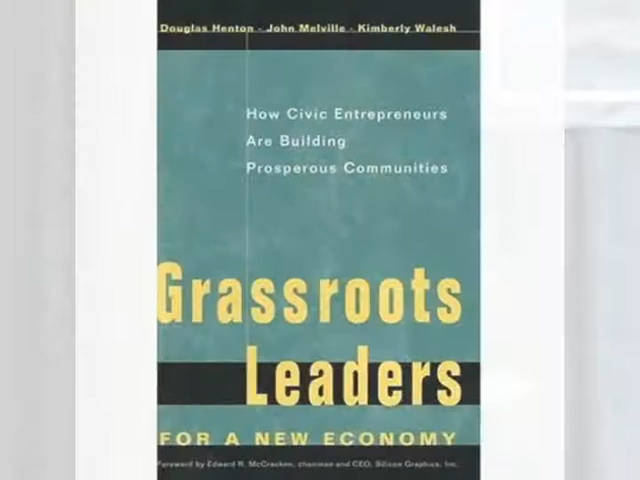 Douglas Henton · John Melville · Kimberly Walesh
How Civic Entrepreneurs
Are Building
Prosperous Communities
Grassroots
Leaders
FOR A NEW ECONOMY
Foreword by Edward R. McCracken, chairman and CEO, Silicon Graphics, Inc.